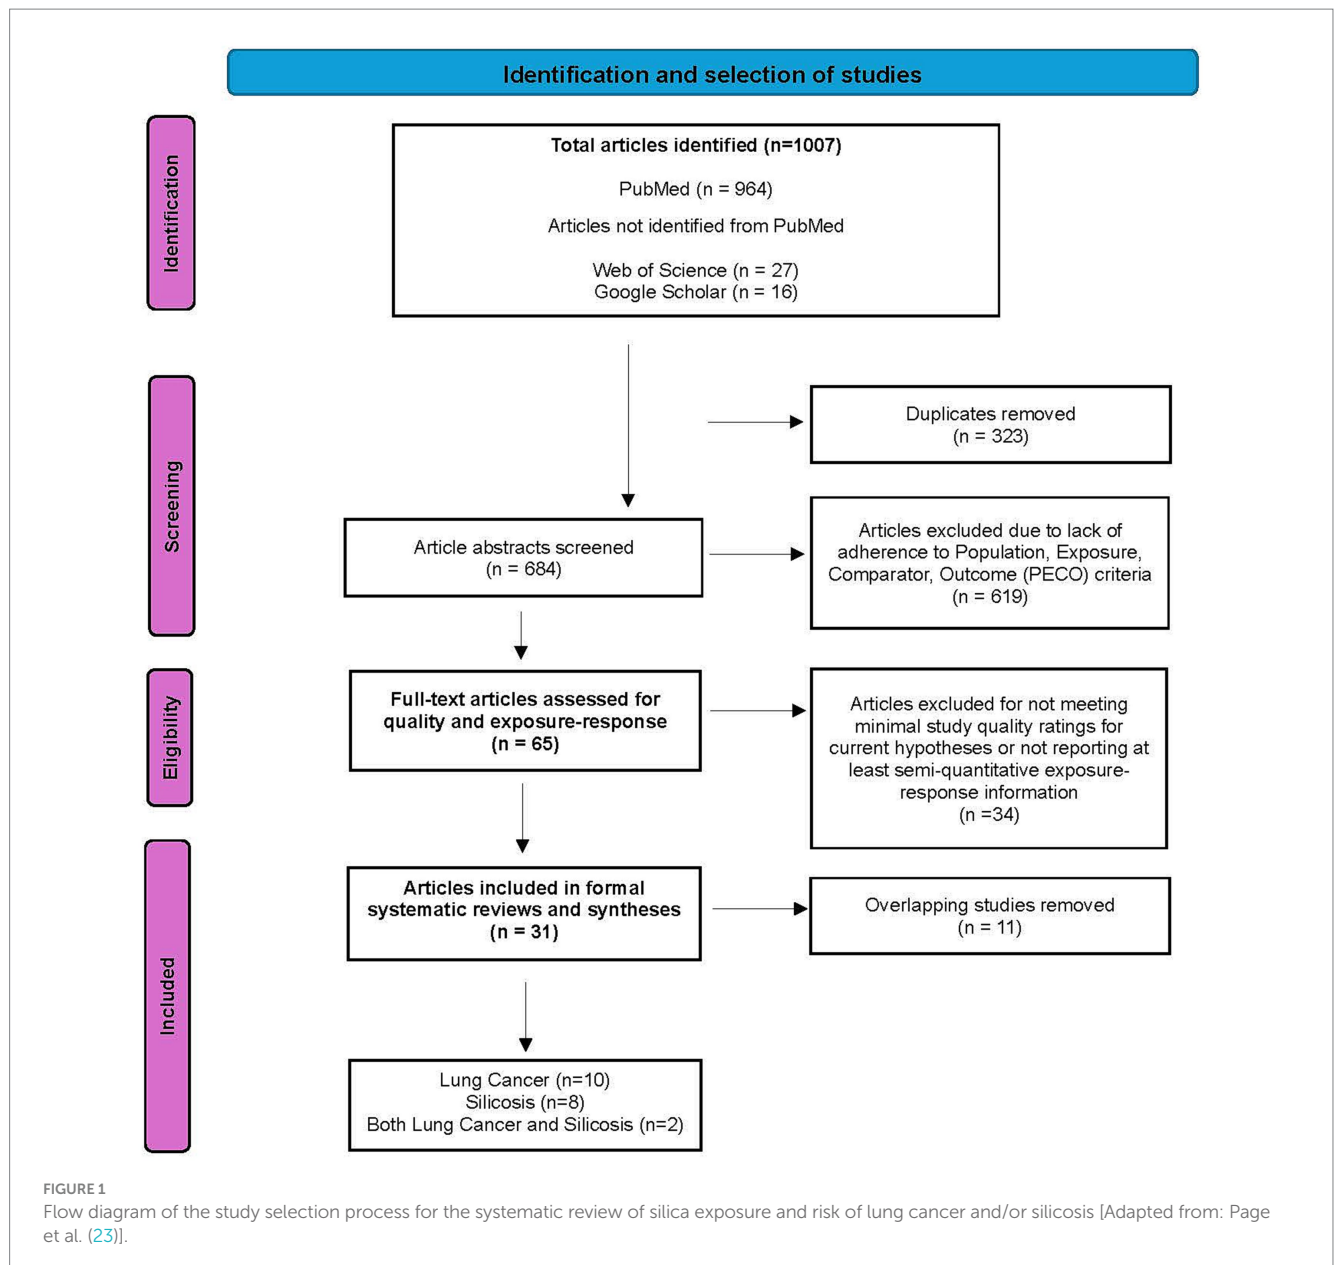 Identification and selection of studies
Identification
Total articles identified (n=1007)
PubMed (n = 964)
Articles not identified from PubMed
Web of Science (n = 27)
Google Scholar (n = 16)
Screening
Duplicates removed
(n = 323)
Article abstracts screened
(n = 684)
Articles excluded due to lack of
adherence to Population, Exposure,
Comparator, Outcome (PECO) criteria
(n = 619)
Eligibility
Full-text articles assessed for
quality and exposure-response
(n = 65)
Articles excluded for not meeting
minimal study quality ratings for
current hypotheses or not reporting at
least semi-quantitative exposure-
response information
(n =34)
Included
Articles included in formal
systematic reviews and syntheses
(n = 31)
Overlapping studies removed
(n = 11)
Lung Cancer (n=10)
Silicosis (n=8)
Both Lung Cancer and Silicosis (n=2)
FIGURE 1
Flow diagram of the study selection process for the systematic review of silica exposure and risk of lung cancer and/or silicosis [Adapted from: Page
et al. (23)].